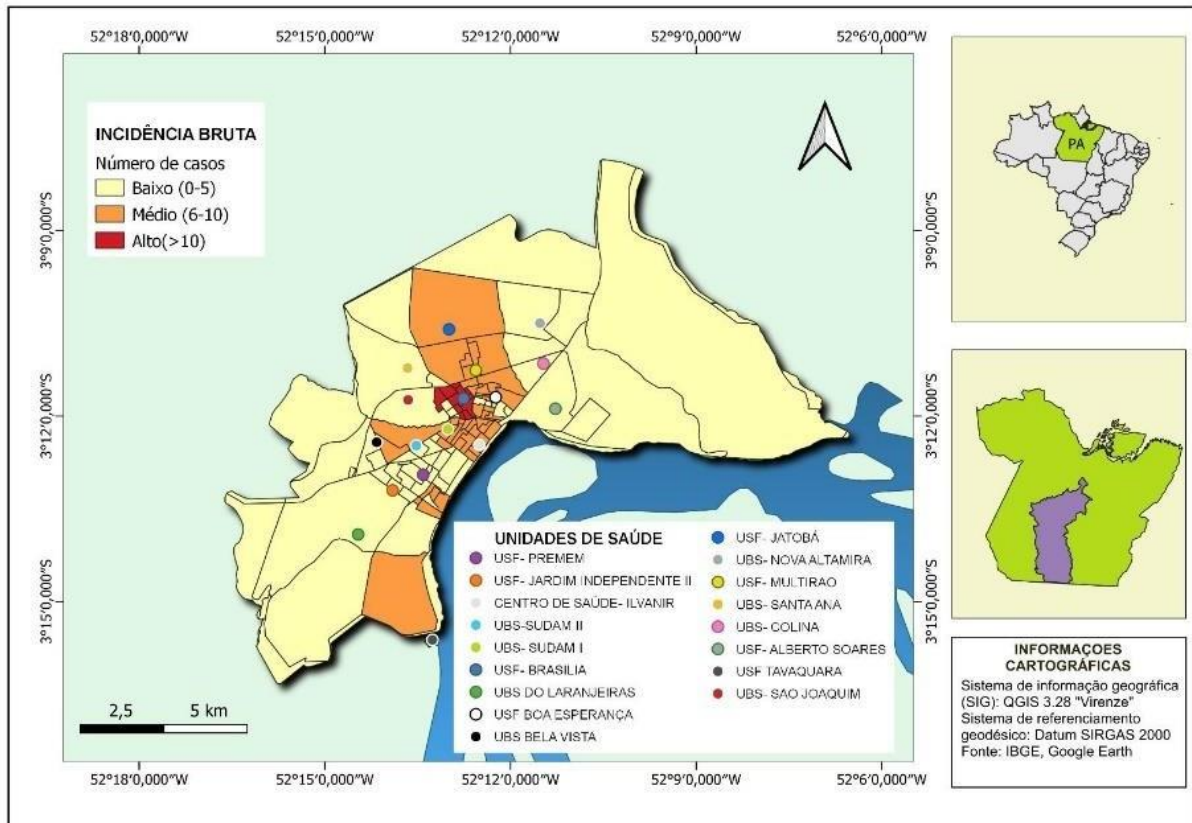 52°18'0,000"W 52°15'0,000"W 52°12'0,000"W 52°9'0,000"W 52°6'0,000"W
INCIDÊNCIA BRUTA
Número de casos
Baixo (0-5)
Médio (6-10)
Alto(>10)
3°9'0,000"S
3°12'0,000"S
3°15'0,000"S
3°9'0,000"S
3°12'0,000"S
3°15'0,000"S
UNIDADES DE SAÚDE
USF- PREMEM
USF- JARDIM INDEPENDENTE II
CENTRO DE SAÚDE- ILVANIR
UBS-SUDAM II
UBS- SUDAM I
USF- BRASILIA
UBS DO LARANJEIRAS
USF BOA ESPERANÇA
UBS BELA VISTA
USF- JATOBÁ
UBS- NOVA ALTAMIRA
USF- MULTIRAO
UBS- SANTA ANA
UBS- COLINA
USF- ALBERTO SOARES
USF TAVAQUARA
UBS- SAO JOAQUIM
2,5 5 km
52°18'0,000"W 52°15'0,000"W 52°12'0,000"W 52°9'0,000"W 52°6'0,000"W
PA
INFORMAÇOES
CARTOGRÁFICAS
Sistema de informação geográfica
(SIG): QGIS 3.28 "Virenze"
Sistema de referenciamento
geodésico: Datum SIRGAS 2000
Fonte: IBGE, Google Earth